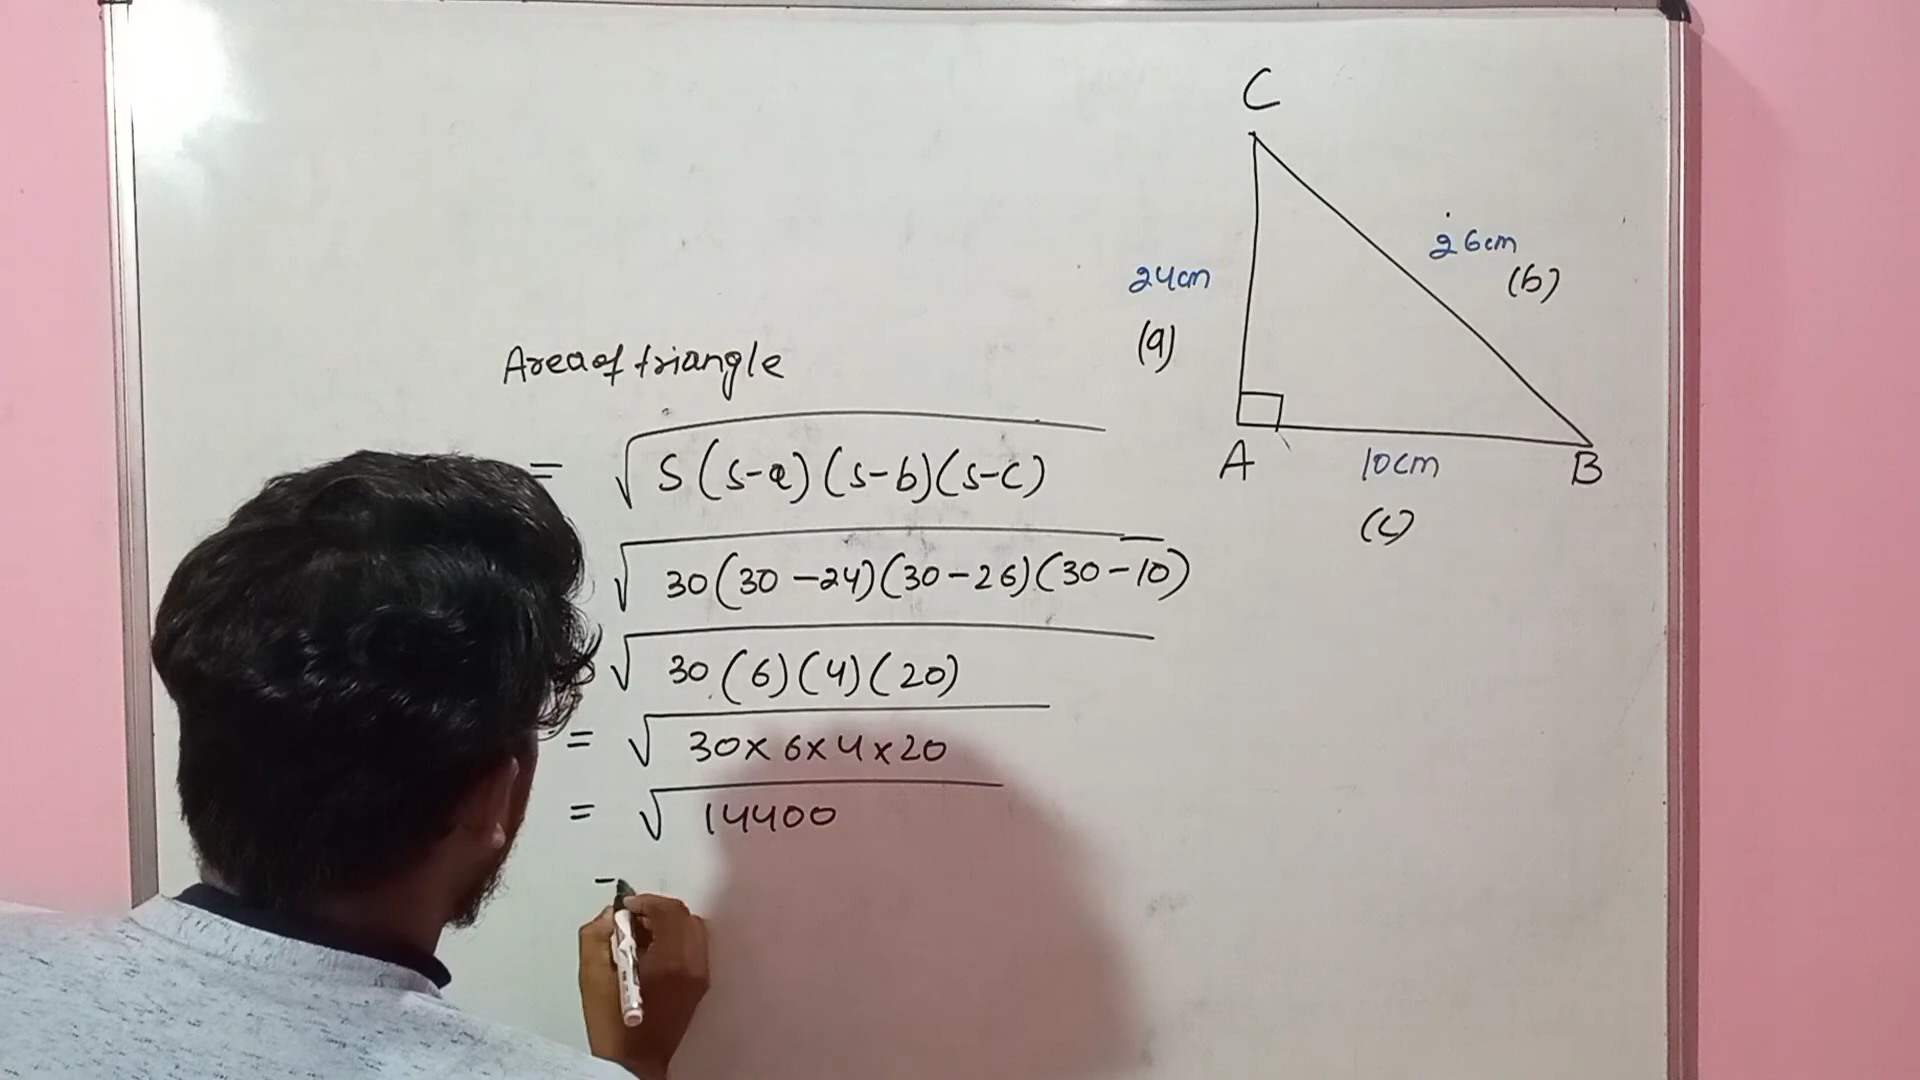 C
26cm
24cm
(b)
(a)
Area of triangle
A
10cm
B
= √S(S-a)(s-b)(s-c)
(c)
√30(30-24)(30-26)(30-10)
√30(6)(4)(20)
= √30×6×4×20
= √14400
-